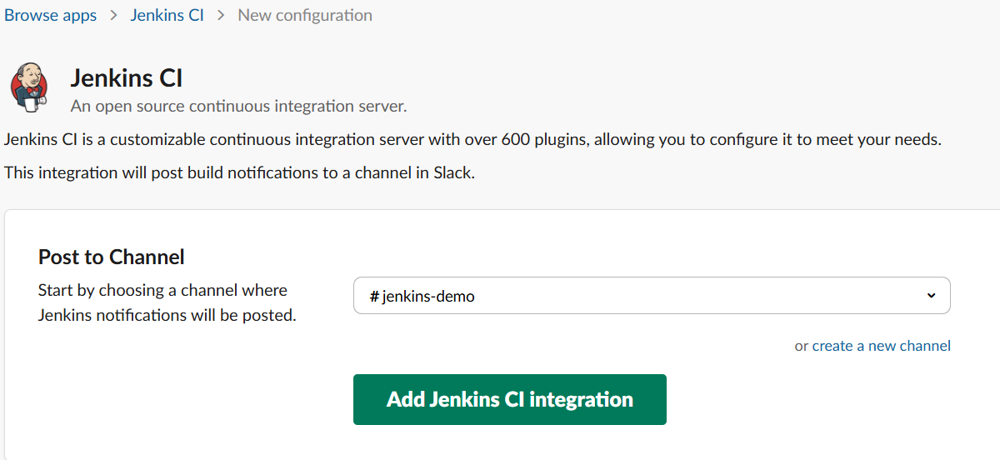 Browse apps > Jenkins CI > New configuration
Jenkins CI
An open source continuous integration server.
Jenkins CI is a customizable continuous integration server with over 600 plugins, allowing you to configure it to meet your needs.
This integration will post build notifications to a channel in Slack.
Post to Channel
Start by choosing a channel where
Jenkins notifications will be posted.
# jenkins-demo
or create a new channel
Add Jenkins CI integration